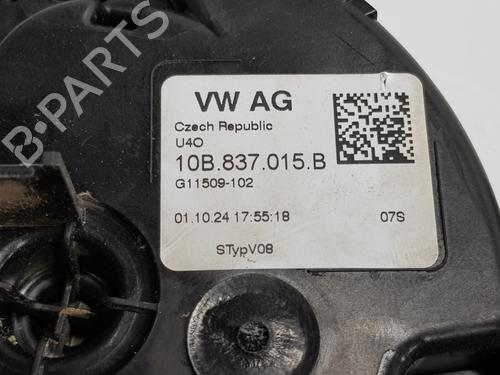 B-PARTS
VW AG
Czech Republic
U4O
10B.837.015.B
G11509-102
01.10.24 17:55:18 07S
STypV08